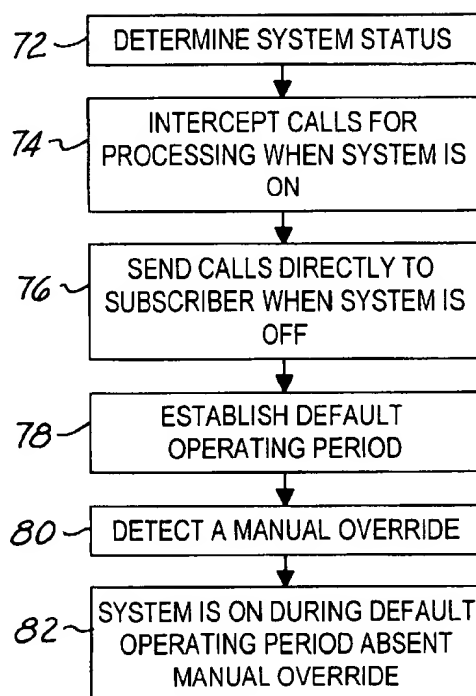 72 DETERMINE SYSTEM STATUS
74 INTERCEPT CALLS FOR
PROCESSING WHEN SYSTEM IS
ON
76 SEND CALLS DIRECTLY TO
SUBSCRIBER WHEN SYSTEM IS
OFF
78 ESTABLISH DEFAULT
OPERATING PERIOD
80 DETECT A MANUAL OVERRIDE
82 SYSTEM IS ON DURING DEFAULT
OPERATING PERIOD ABSENT
MANUAL OVERRIDE